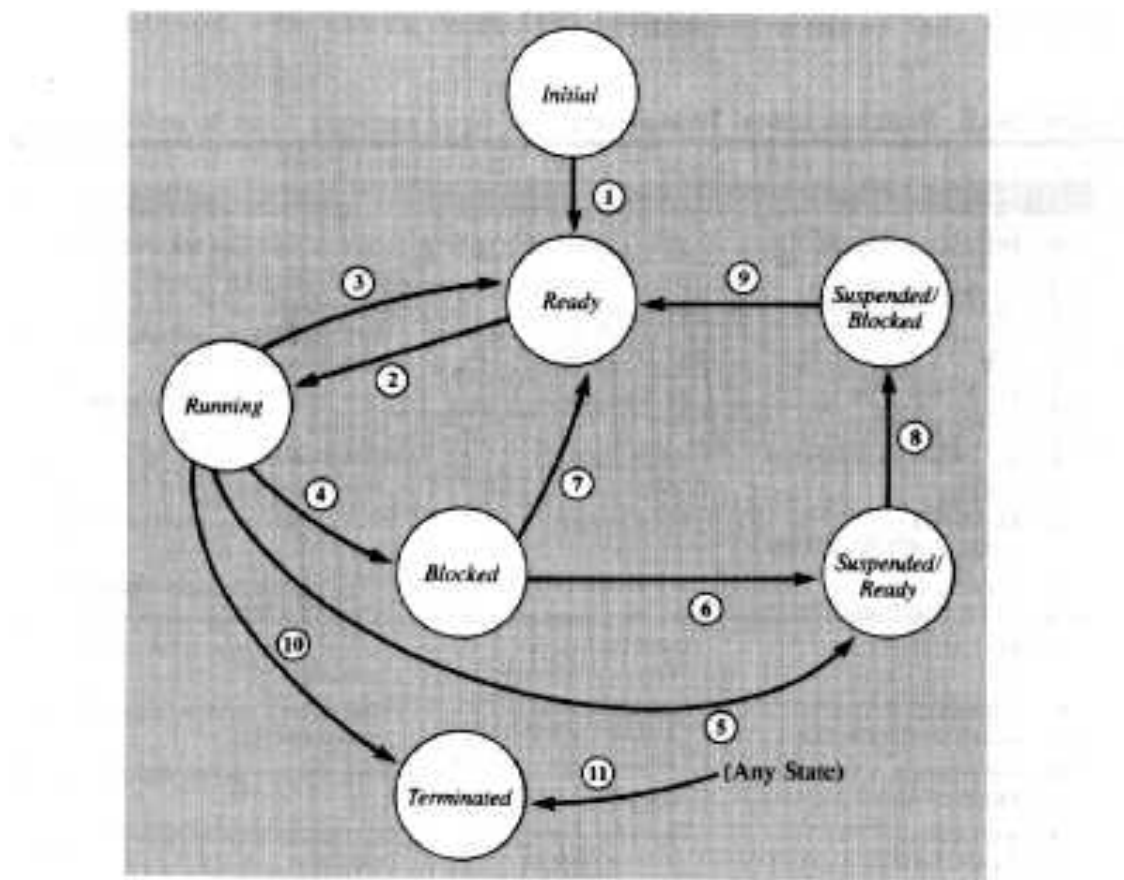 Initial
1
3
Ready
9
Suspended/
Blocked
2
Running
8
7
4
Blocked
Suspended/
Ready
6
10
5
11
(Any State)
Terminated